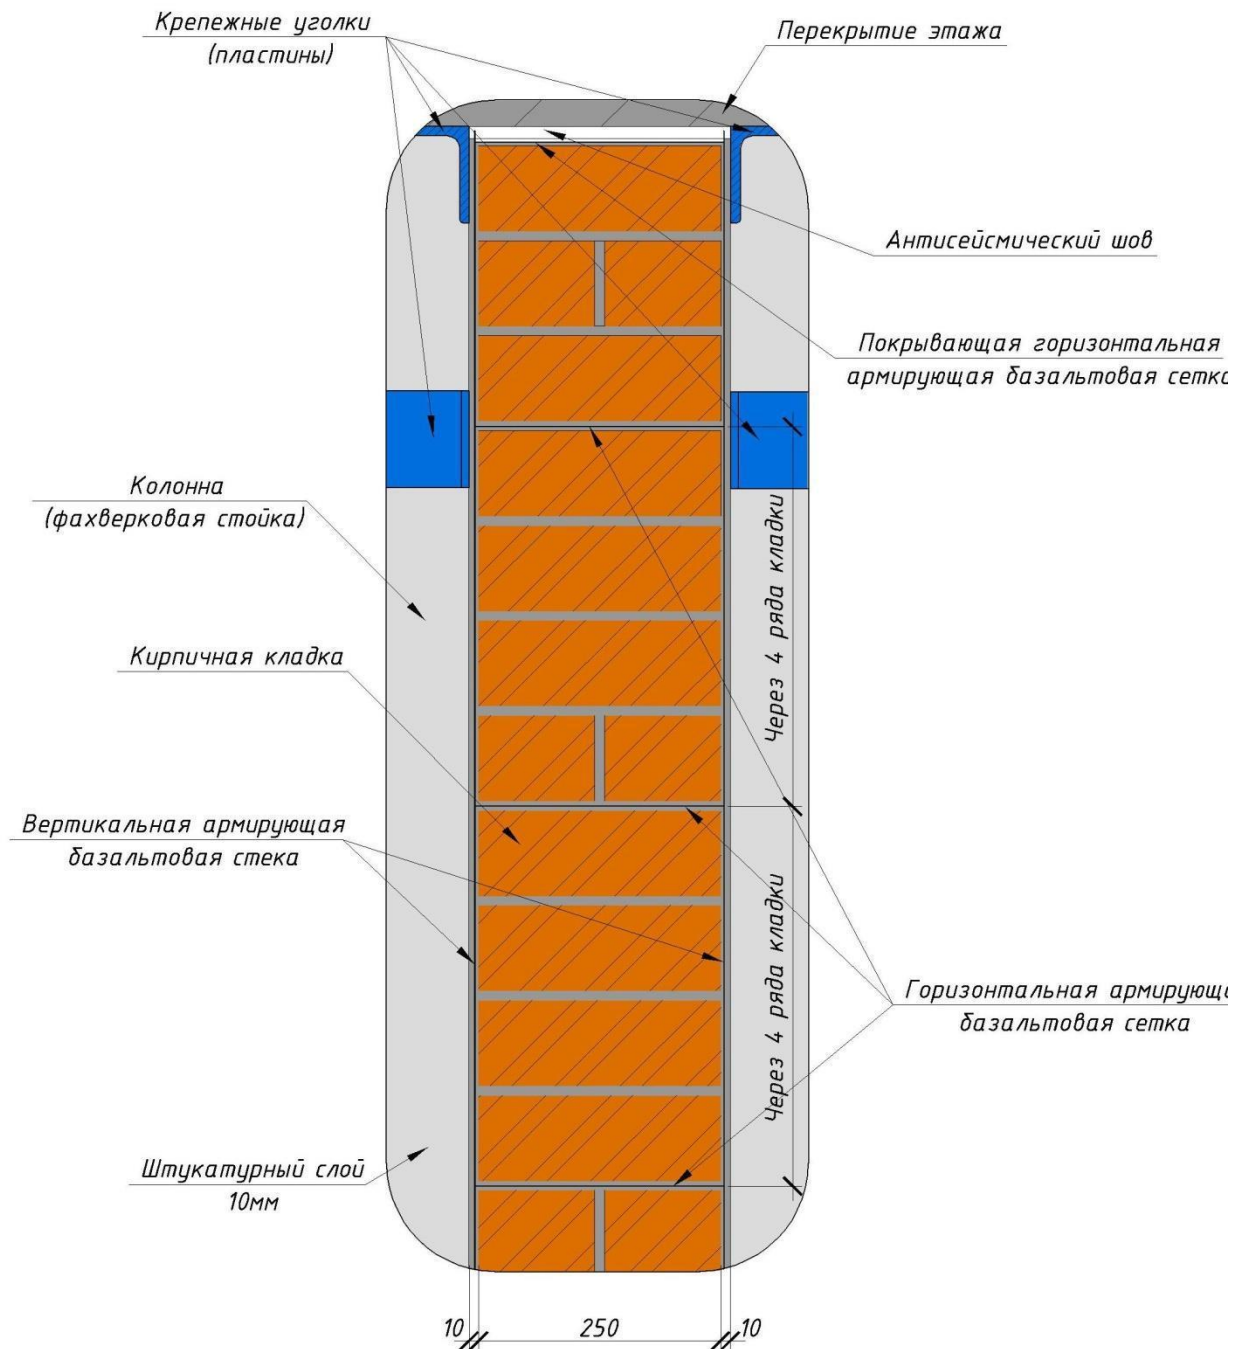 Крепежные уголки
(пластины)
Перекрытие этажа
Антисейсмический шов
Покрывающая горизонтальная
армирующая базальтовая сетка
Колонна
(фахверковая стойка)
Через 4 ряда кладки
Кирпичная кладка
Вертикальная армирующая
базальтовая стека
Через 4 ряда кладки
Горизонтальная армирующ
базальтовая сетка
Штукатурный слой
10мм
10
250
10